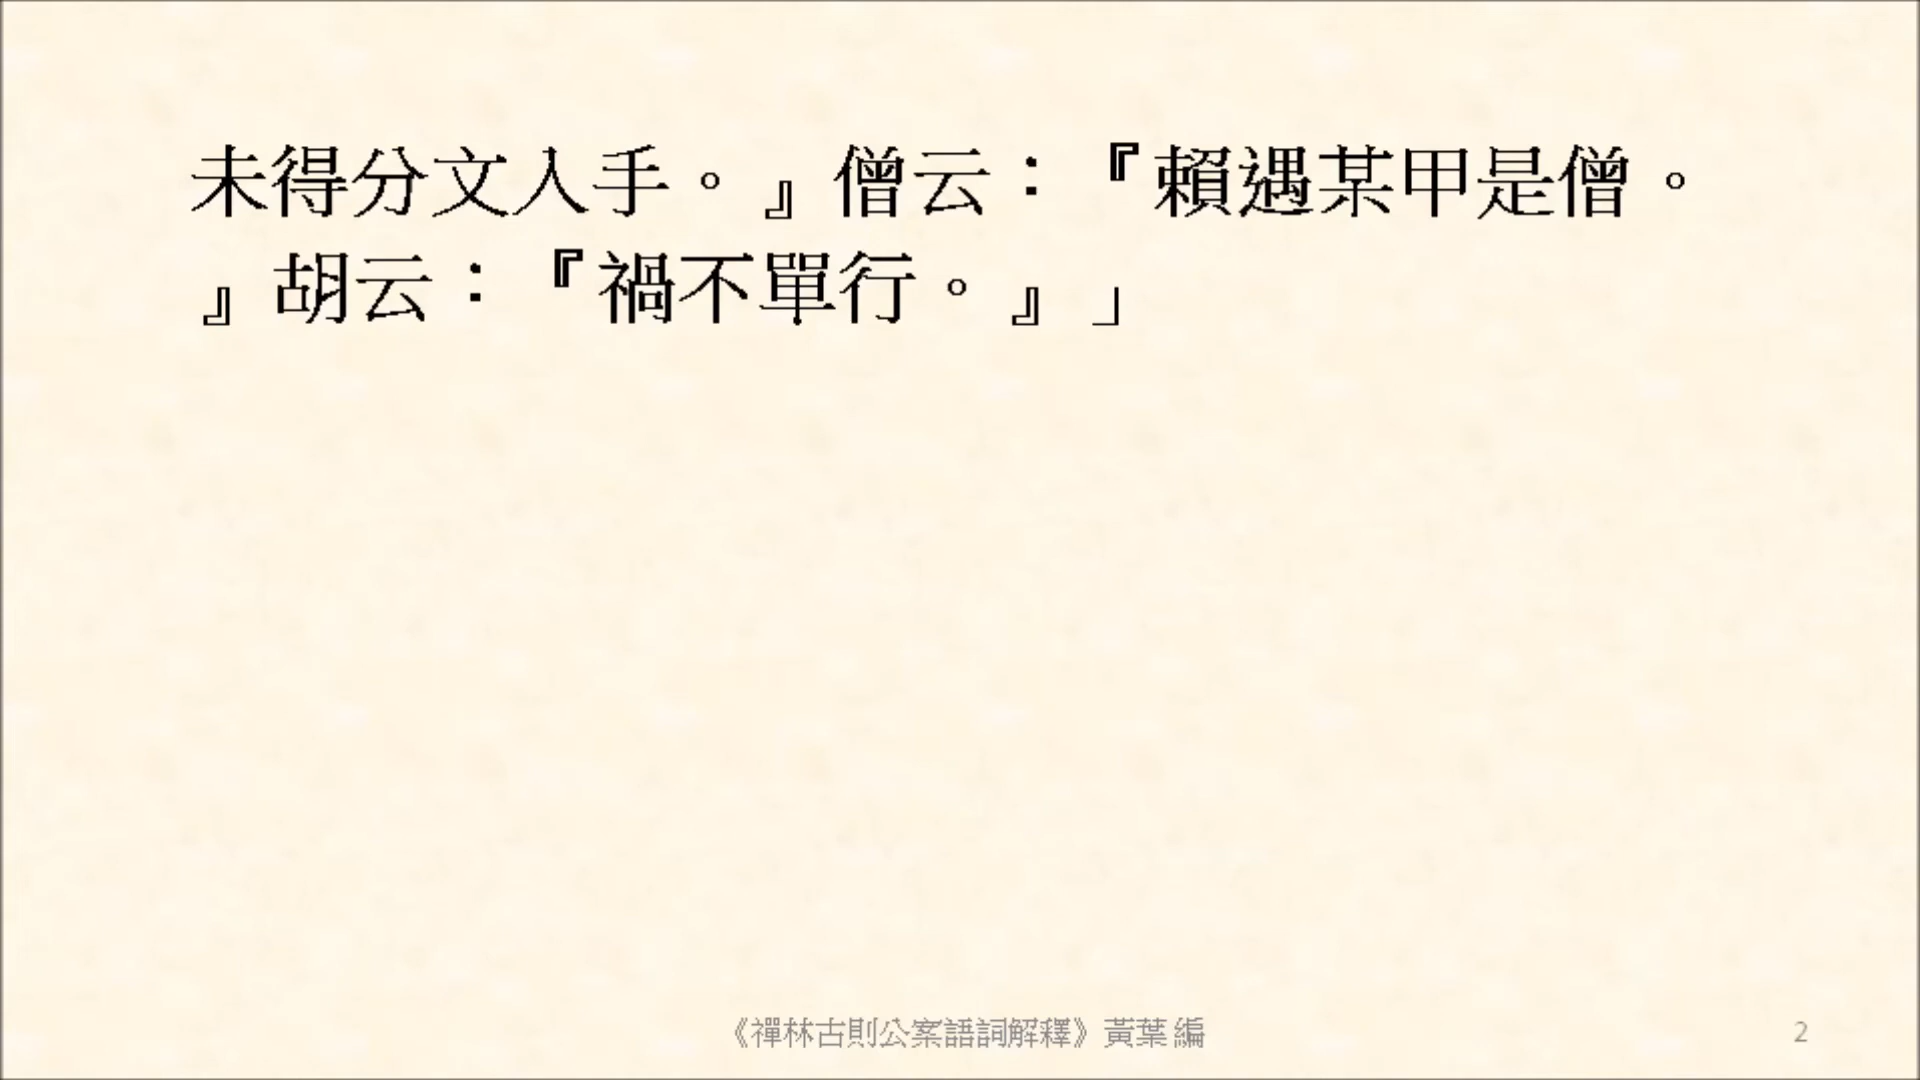 未得分文入手。』僧云：『賴遇某甲是僧。
』胡云：『禍不單行。』」
《禪林古則公案語詞解釋》黃葉 編
2